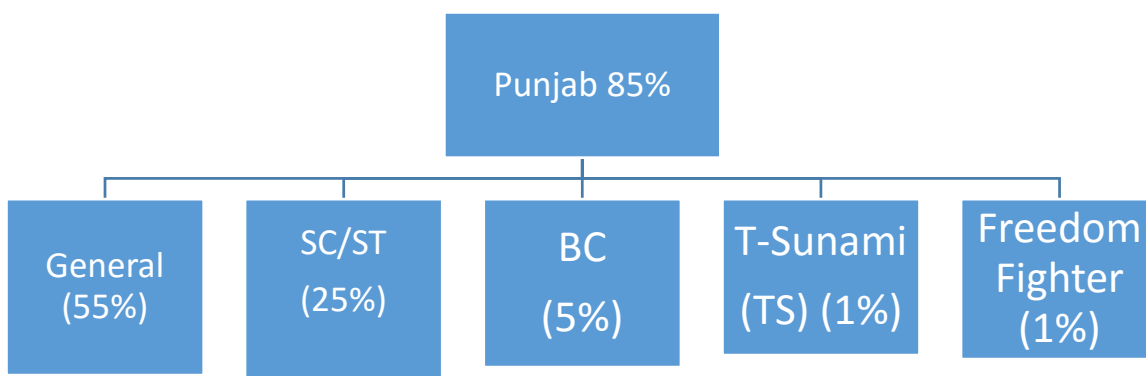 Punjab 85%
General
(55%)
SC/ST
(25%)
BC
(5%)
T-Sunami
(TS) (1%)
Freedom
Fighter
(1%)